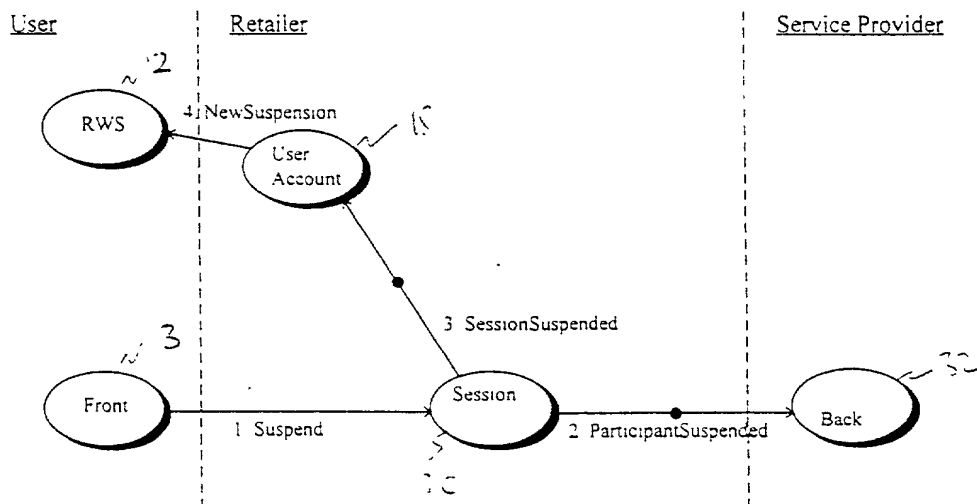 User
Retailer
Service Provider
2
RWS
4 NewSuspension
User
Account
3 SessionSuspended
3
Front
1 Suspend
Session
2 ParticipantSuspended
Back
30